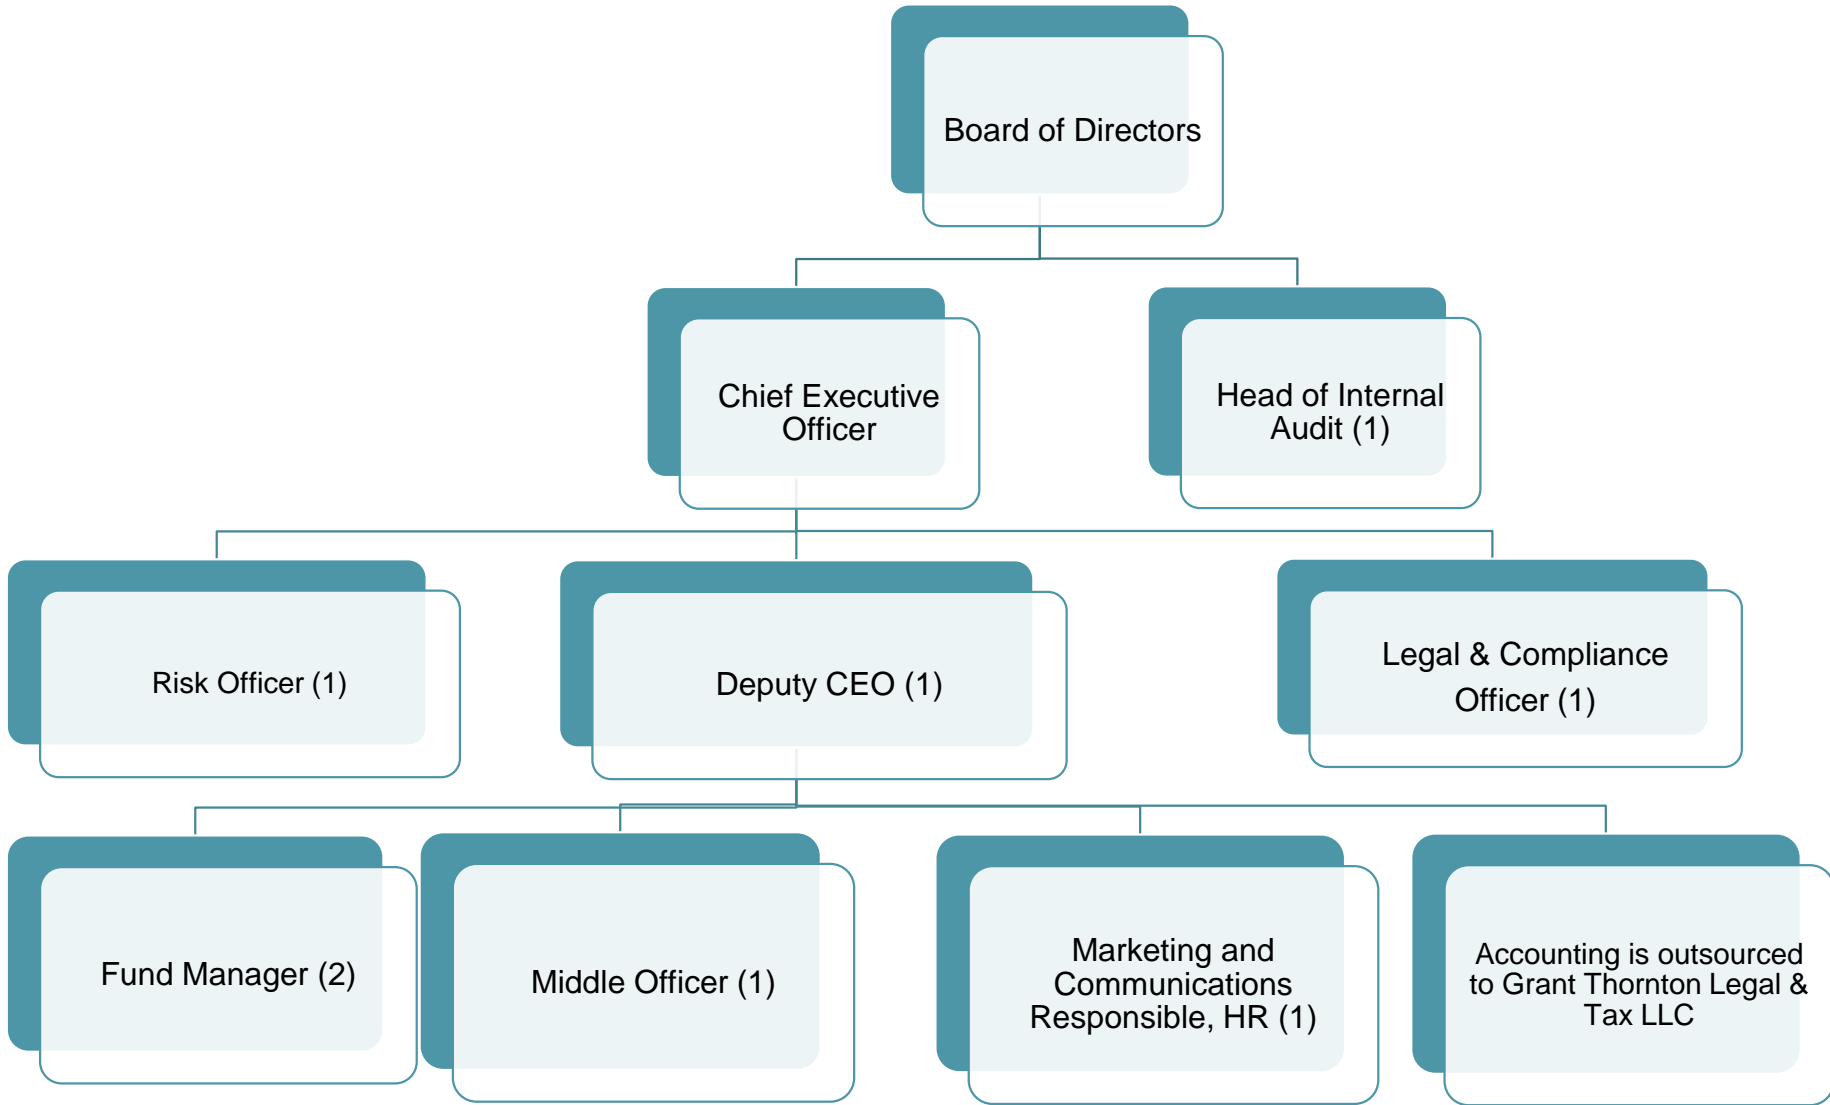 Board of Directors
Chief Executive
Officer
Head of Internal
Audit (1)
Risk Officer (1)
Deputy CEO (1)
Legal & Compliance
Officer (1)
Fund Manager (2)
Middle Officer (1)
Marketing and
Communications
Responsible, HR (1)
Accounting is outsourced
to Grant Thornton Legal &
Tax LLC